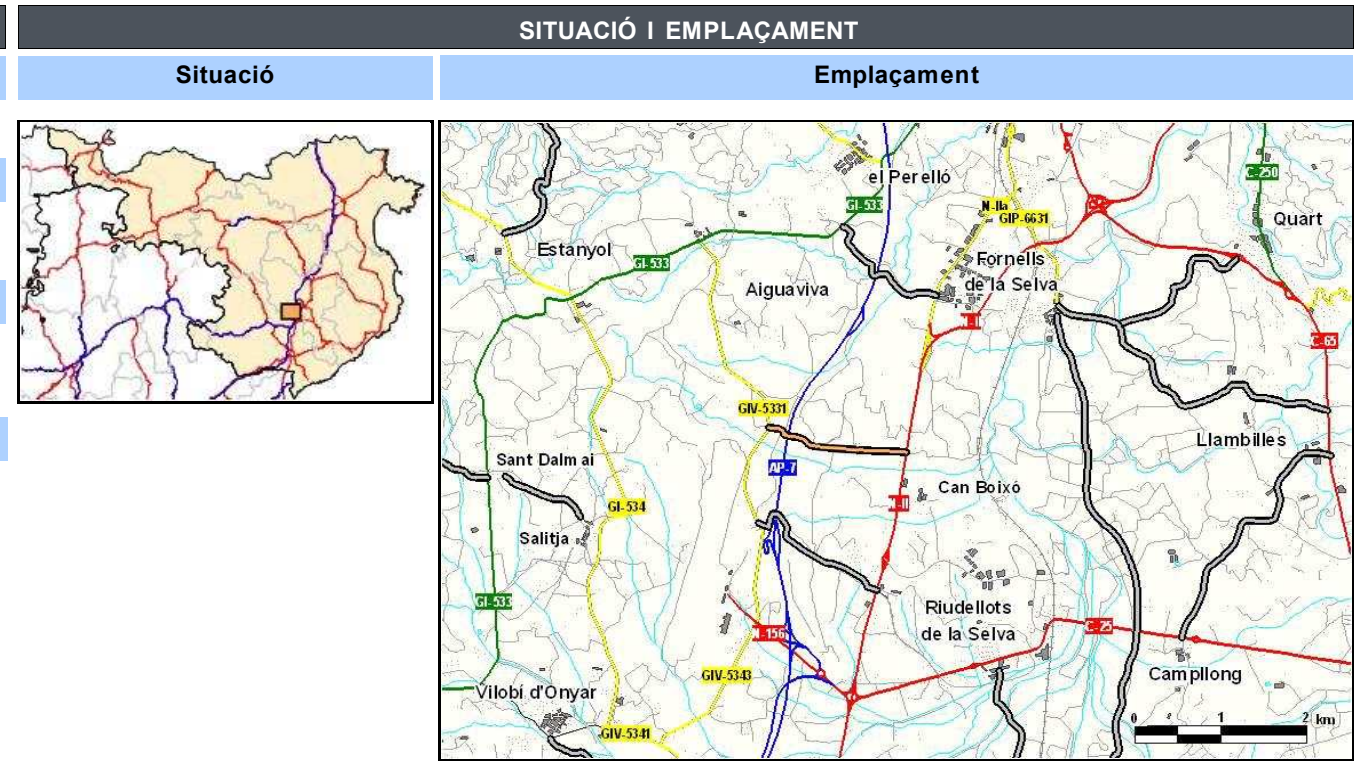 SITUACIÓ I EMPLAÇAMENT
Situació
Emplaçament
el Perelló
C-250
GI-533
N-IIa
GIP-6631
Quart
Estanyol
GI-533
Fornells
de la Selva
Aiguaviva
N-II
C-65
GIV-5331
Llambilles
Sant Dalmai
AP-7
Can Boixó
N-II
GI-534
Salitja
GI-533
Riudellots
de la Selva
C-25
N-156
GIV-5343
Campllong
Vilobí d'Onyar
GIV-5341
0 1 2 km